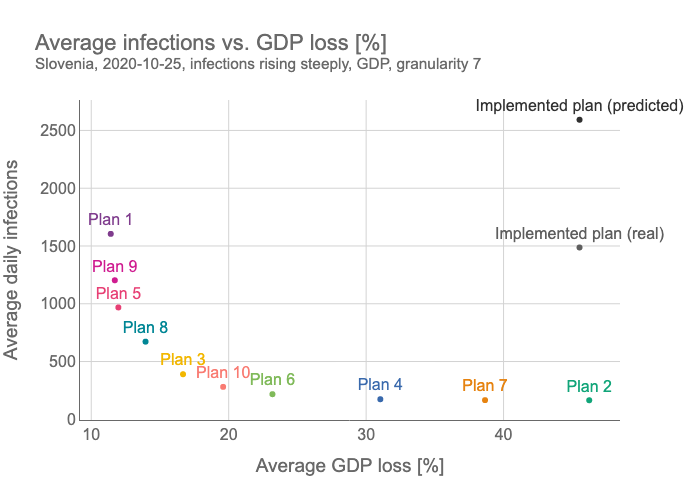 Average infections vs. GDP loss [%]
Slovenia, 2020-10-25, infections rising steeply, GDP, granularity 7
Implemented plan (predicted)
2500
2000
Plan 1
Implemented plan (real)
1500
Plan 9
Plan 5
1000
Plan 8
500
Plan 3
Plan 10
Plan 6
Plan 4
Plan 7
Plan 2
0
10
20
30
40
Average daily infections
Average GDP loss [%]